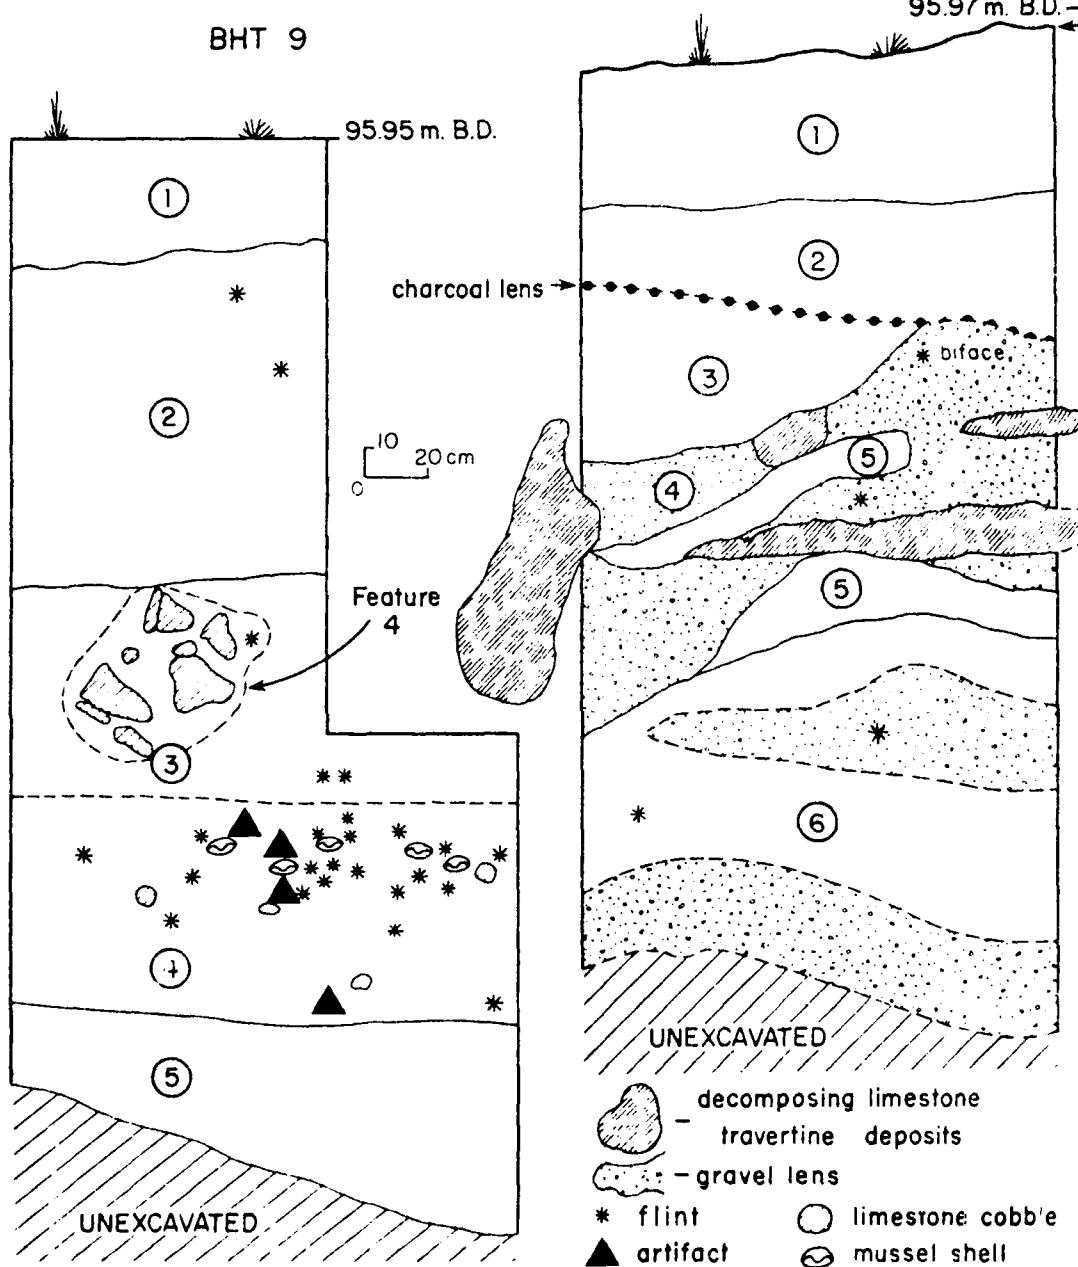 BHT 9
95.97 m. B.D.
95.95 m. B.D.
1
2
3
4
5
UNEXCAVATED
Feature
4
10
20 cm
0
1
2
charcoal lens
3
biface
5
4
5
6
UNEXCAVATED
decomposing limestone
travertine deposits
gravel lens
flint
limestone cobb'e
artifact
mussel shell